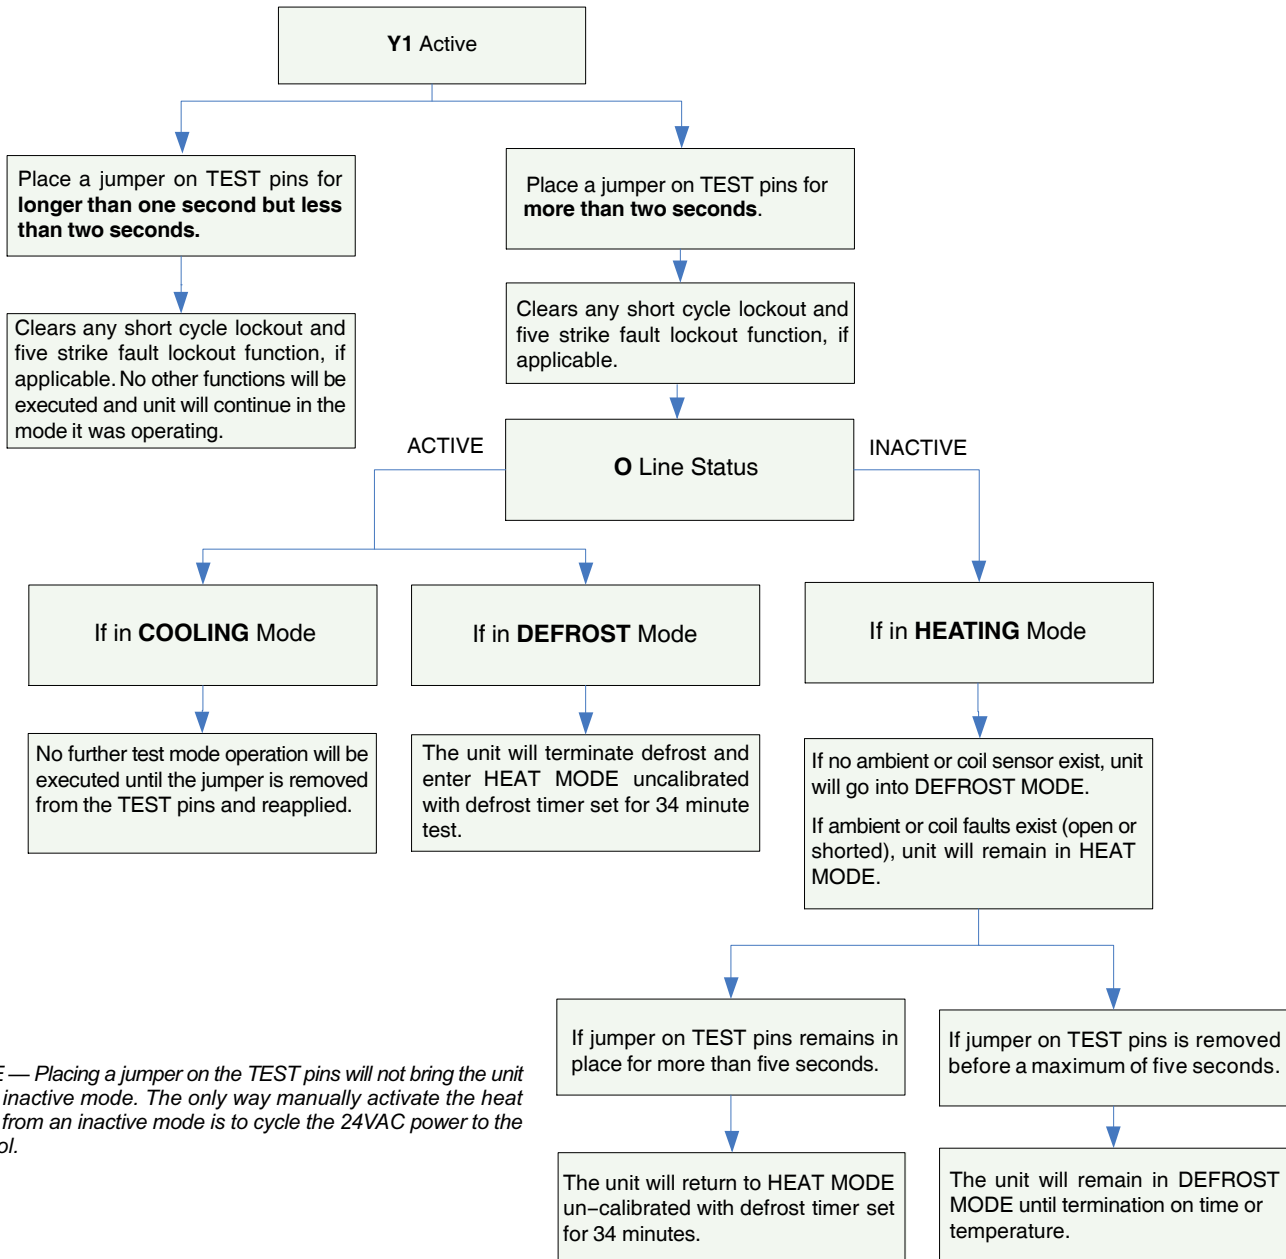 Y1 Active
Place a jumper on TEST pins for
longer than one second but less
than two seconds.
Place a jumper on TEST pins for
more than two seconds.
Clears any short cycle lockout and
five strike fault lockout function, if
applicable. No other functions will be
executed and unit will continue in the
mode it was operating.
Clears any short cycle lockout and
five strike fault lockout function, if
applicable.
ACTIVE
O Line Status
INACTIVE
If in COOLING Mode
If in DEFROST Mode
If in HEATING Mode
No further test mode operation will be
executed until the jumper is removed
from the TEST pins and reapplied.
The unit will terminate defrost and
enter HEAT MODE uncalibrated
with defrost timer set for 34 minute
test.
If no ambient or coil sensor exist, unit
will go into DEFROST MODE.
If ambient or coil faults exist (open or
shorted), unit will remain in HEAT
MODE.
If jumper on TEST pins remains in
place for more than five seconds.
If jumper on TEST pins is removed
before a maximum of five seconds.
E — Placing a jumper on the TEST pins will not bring the unit
inactive mode. The only way manually activate the heat
from an inactive mode is to cycle the 24VAC power to the
ol.
The unit will return to HEAT MODE
un–calibrated with defrost timer set
for 34 minutes.
The unit will remain in DEFROST
MODE until termination on time or
temperature.